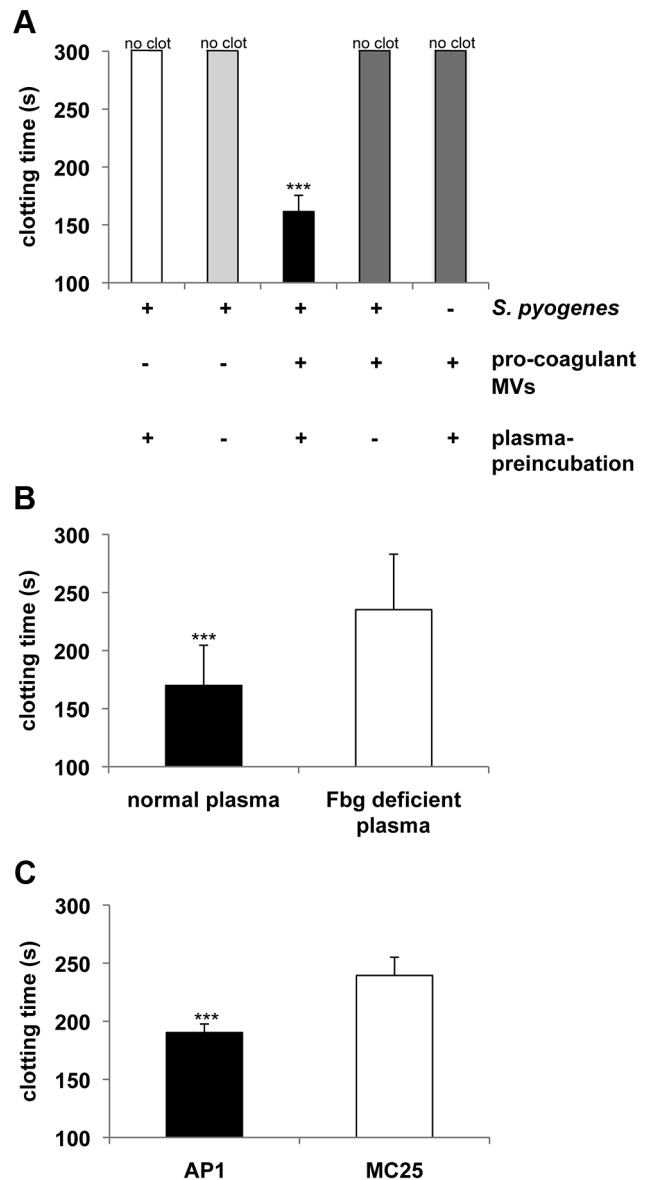 A
no clot no clot no clot no clot
300
250
200
150
100
clotting time (s)
***
+ + + + - S. pyogenes
- - + + + pro-coagulant
MVs
+ - + - + plasma-
preincubation
B
300
250
200
150
100
clotting time (s)
***
normal plasma Fbg deficient
plasma
C
300
250
200
150
100
clotting time (s)
***
AP1 MC25